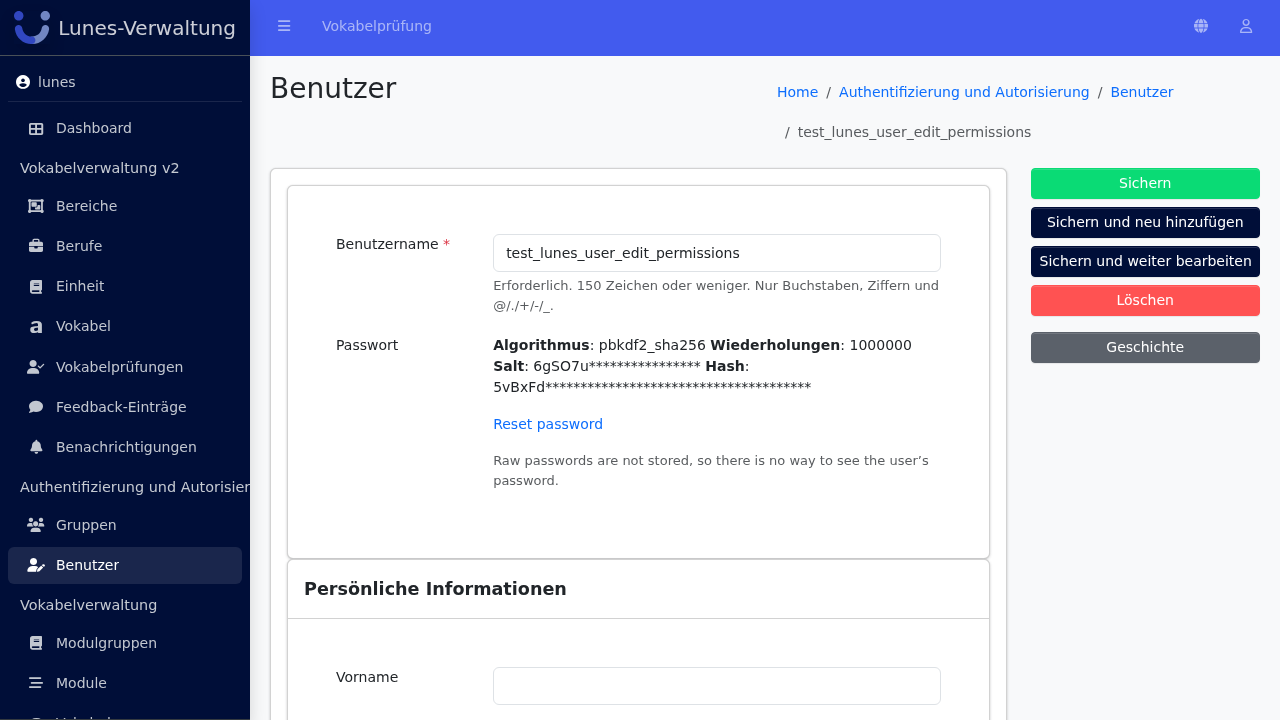 Lunes-Verwaltung
Vokabelprüfung
lunes
Dashboard
Vokabelverwaltung v2
Bereiche
Berufe
Einheit
Vokabel
Vokabelprüfungen
Feedback-Einträge
Benachrichtigungen
Authentifizierung und Autorisier
Gruppen
Benutzer
Vokabelverwaltung
Modulgruppen
Module
Benutzer
Home / Authentifizierung und Autorisierung / Benutzer
/ test_lunes_user_edit_permissions
Benutzername *
test_lunes_user_edit_permissions
Erforderlich. 150 Zeichen oder weniger. Nur Buchstaben, Ziffern und
@/./+/-/_.
Passwort
Algorithmus: pbkdf2_sha256 Wiederholungen: 1000000
Salt: 6gSO7u**************** Hash:
5vBxFd**************************************
Reset password
Raw passwords are not stored, so there is no way to see the user’s
password.
Persönliche Informationen
Vorname
Sichern
Sichern und neu hinzufügen
Sichern und weiter bearbeiten
Löschen
Geschichte